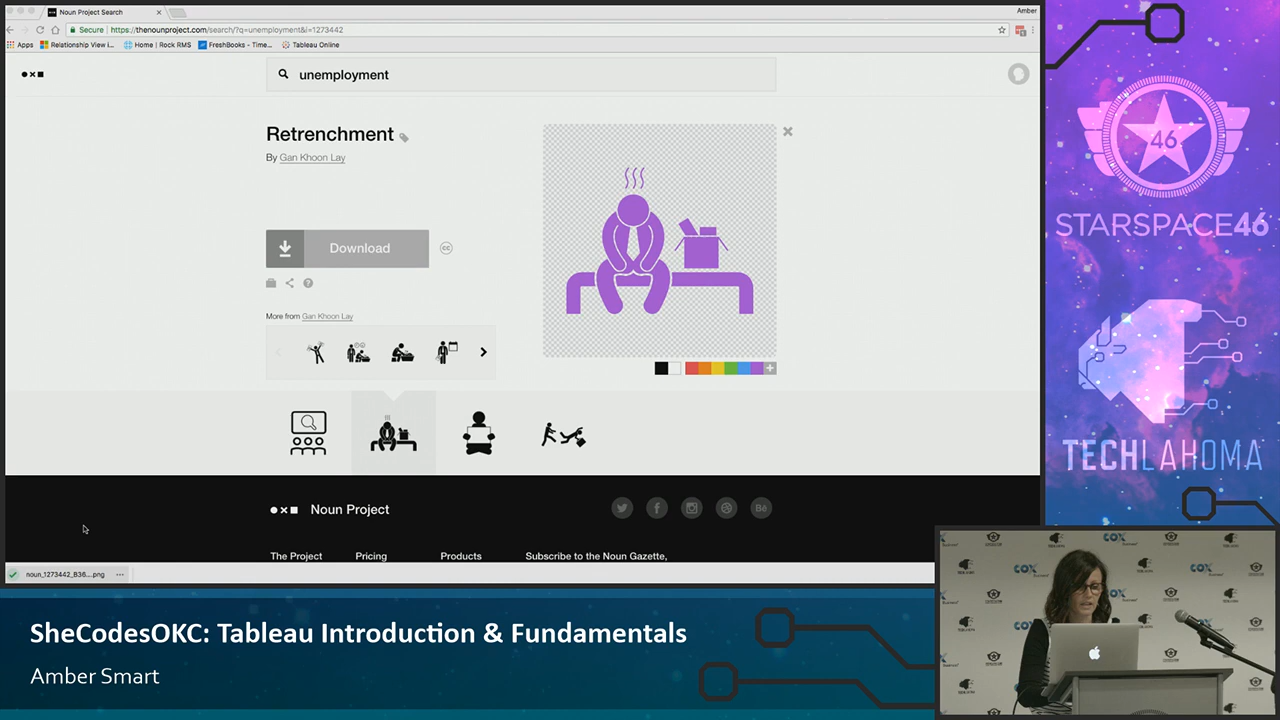 Noun Project Search
Amber
Secure https://thenounproject.com/search/?q=unemployment&i=1273442
Apps Relationship View i... Home | Rock RMS FreshBooks - Time... Tableau Online
unemployment
Retrenchment
By Gan Khoon Lay
Download
cc
More from Gan Khoon Lay
Noun Project
The Project Pricing Products Subscribe to the Noun Gazette,
noun_1273442_B36....png
46
STARSPACE46
TECHLAHOMA
COX
SheCodesOKC: Tableau Introduction & Fundamentals
Amber Smart